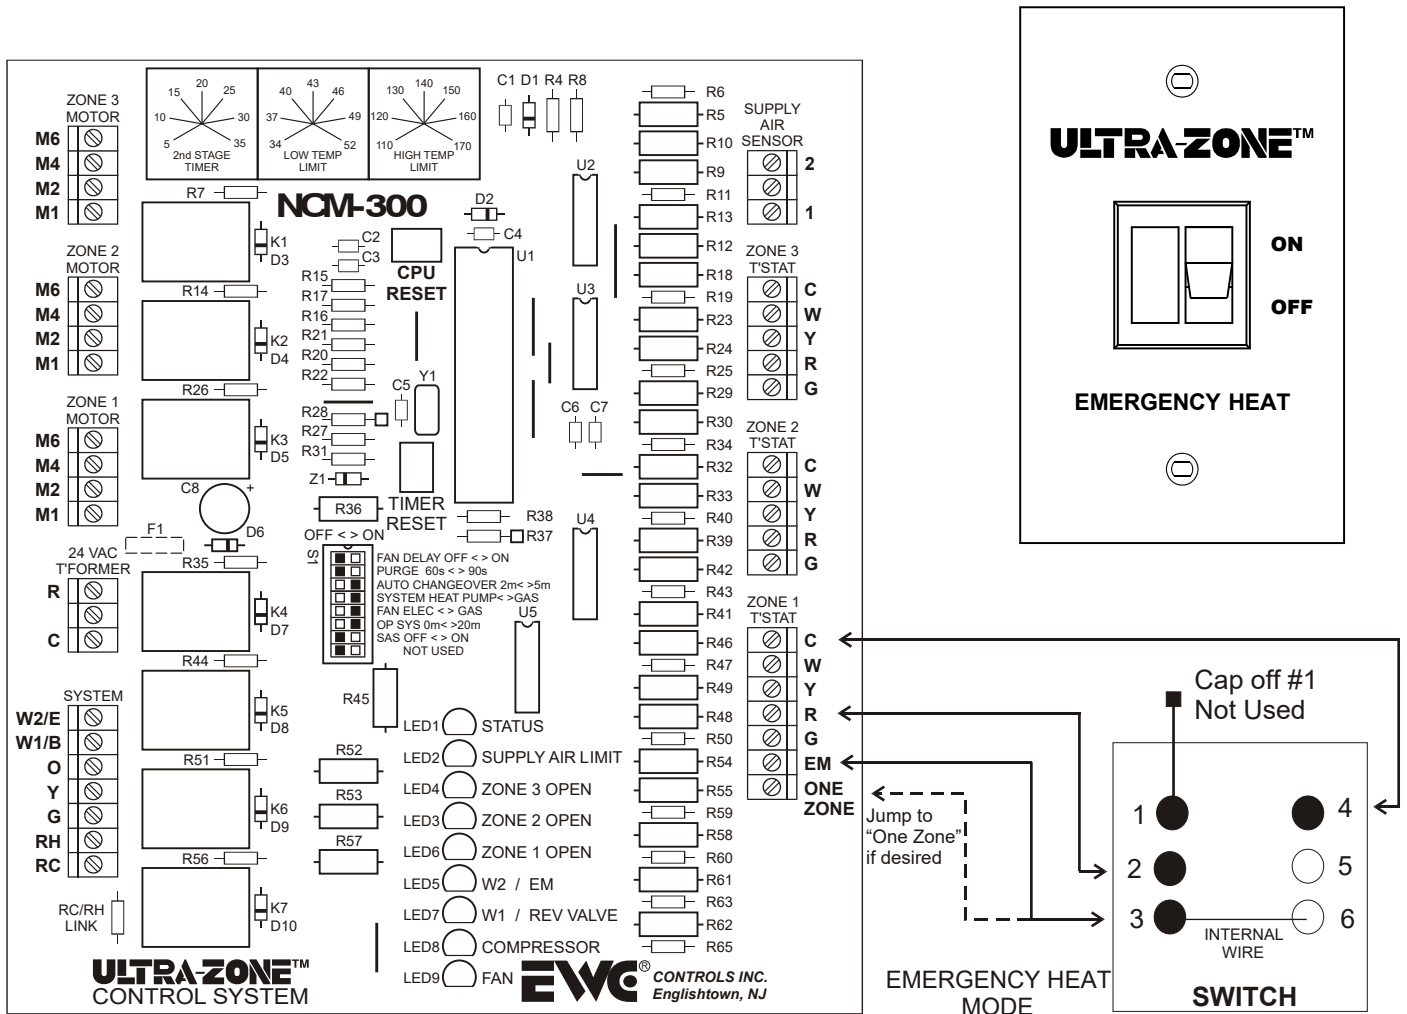 ZONE 3
MOTOR
M6
M4
M2
M1
ZONE 2
MOTOR
M6
M4
M2
M1
ZONE 1
MOTOR
M6
M4
M2
M1
F1
24 VAC
T'FORMER
R
C
SYSTEM
W2/E
W1/B
O
Y
G
RH
RC
RC/RH
LINK
5 10 15 20 25 30 35
2nd STAGE
TIMER
34 37 40 43 46 49 52
LOW TEMP
LIMIT
110 120 130 140 150 160 170
HIGH TEMP
LIMIT
R7
K1
D3
R14
K2
D4
R26
K3
D5
C8
+
D6
R35
K4
D7
R44
K5
D8
R51
K6
D9
R56
K7
D10
ULTRA-ZONE™
CONTROL SYSTEM
NCM-300
C1 D1 R4 R8
D2
C4
C2
C3
CPU
RESET
U1
R15
R17
R16
R21
R20
R22
C5
Y1
R28
R27
R31
Z1
R36
TIMER
RESET
R38
R37
OFF < > ON
S1
FAN DELAY OFF < > ON
PURGE 60s < > 90s
AUTO CHANGEOVER 2m< >5m
SYSTEM HEAT PUMP< >GAS
FAN ELEC < > GAS
OP SYS 0m< >20m
SAS OFF < > ON
NOT USED
R45
R52
R53
R57
U2
U3
C6 C7
U4
U5
LED1 STATUS
LED2 SUPPLY AIR LIMIT
LED4 ZONE 3 OPEN
LED3 ZONE 2 OPEN
LED6 ZONE 1 OPEN
LED5 W2 / EM
LED7 W1 / REV VALVE
LED8 COMPRESSOR
LED9 FAN
EWC®
CONTROLS INC.
Englishtown, NJ
R6
R5
R10
R9
R11
R13
R12
R18
R19
R23
R24
R25
R29
R30
R34
R32
R33
R40
R39
R42
R43
R41
R46
R47
R49
R48
R50
R54
R55
R59
R58
R60
R61
R63
R62
R65
SUPPLY
AIR
SENSOR
2
1
ZONE 3
T'STAT
C
W
Y
R
G
ZONE 2
T'STAT
C
W
Y
R
G
ZONE 1
T'STAT
C
W
Y
R
G
EM
ONE
ZONE
Jump to
“One Zone”
if desired
ULTRA-ZONE™
ON
OFF
EMERGENCY HEAT
Cap off #1
Not Used
1
2
3
4
5
6
INTERNAL
WIRE
SWITCH
EMERGENCY HEAT
MODE